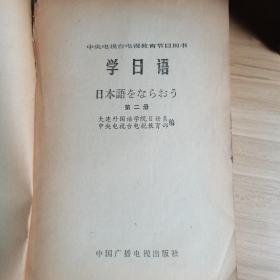 中央电视台电视教育节目用书
学日语
日本語をならおう
第二册
大连外国语学院日语系
中央电视台电视教育部 编
中国广播电视出版社